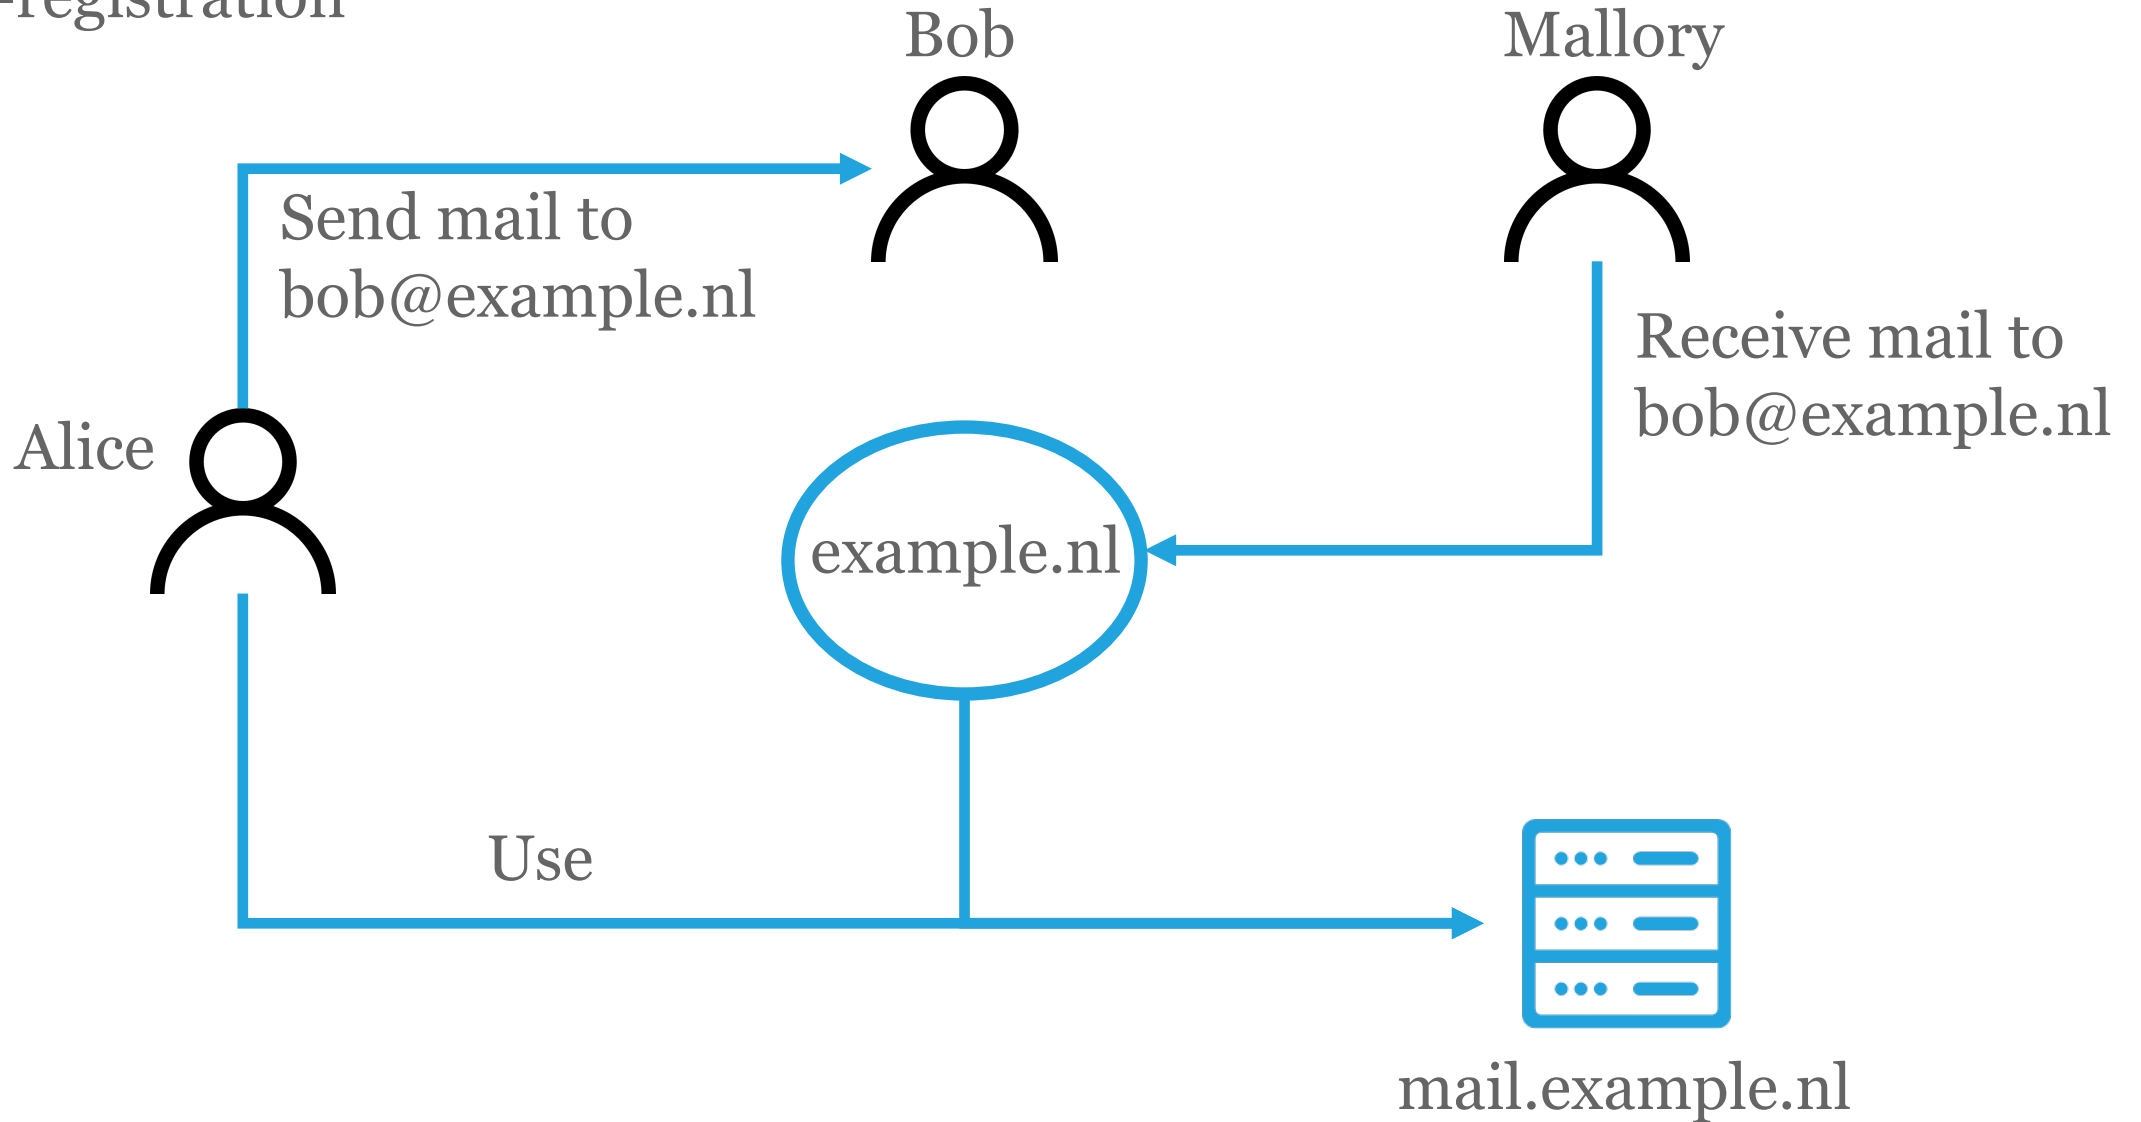 -registration
Bob
Mallory
Send mail to
bob@example.nl
Receive mail to
bob@example.nl
Alice
example.nl
Use
mail.example.nl